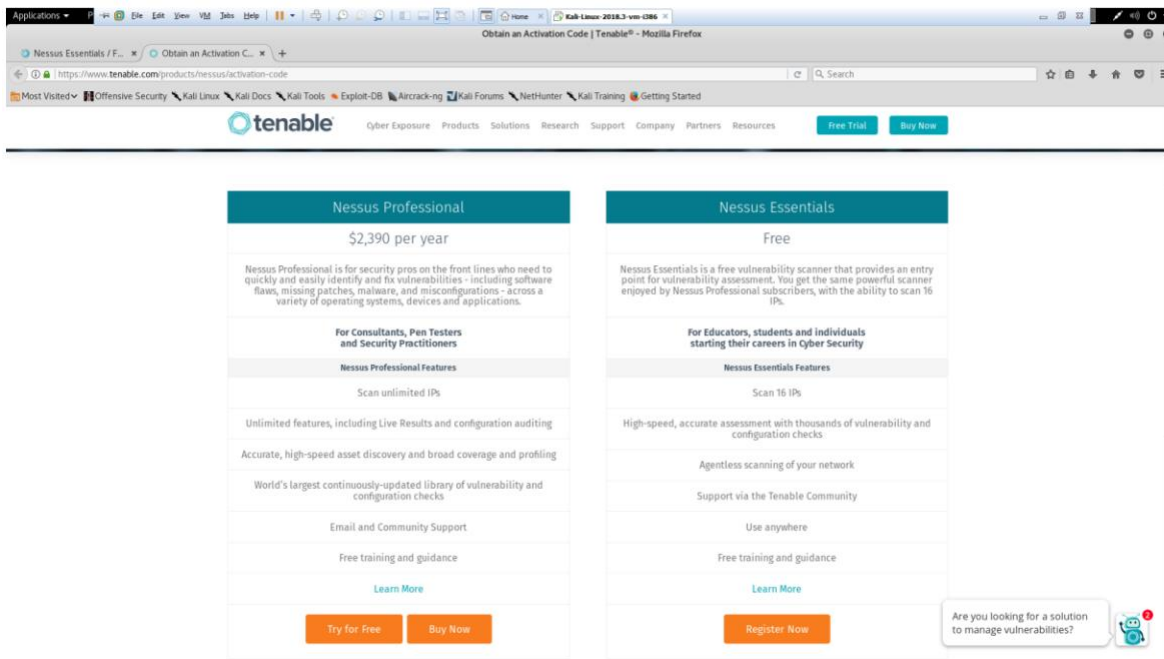 Applications
File Edit View VM Jobs Help
Home
Kali-Linux-2018.3-vm-i386
Obtain an Activation Code | Tenable® - Mozilla Firefox
Nessus Essentials / F...
Obtain an Activation C...
https://www.tenable.com/products/nessus/activation-code
Search
Most Visited Offensive Security Kali Linux Kali Docs Kali Tools Exploit-DB Aircrack-ng Kali Forums NetHunter Kali Training Getting Started
tenable
Cyber Exposure Products Solutions Research Support Company Partners Resources
Free Trial
Buy Now
Nessus Professional
$2,390 per year
Nessus Professional is for security pros on the front lines who need to
quickly and easily identify and fix vulnerabilities - including software
flaws, missing patches, malware, and misconfigurations - across a
variety of operating systems, devices and applications.
For Consultants, Pen Testers
and Security Practitioners
Nessus Professional Features
Scan unlimited IPs
Unlimited features, including Live Results and configuration auditing
Accurate, high-speed asset discovery and broad coverage and profiling
World's largest continuously-updated library of vulnerability and
configuration checks
Email and Community Support
Free training and guidance
Learn More
Try for Free
Buy Now
Nessus Essentials
Free
Nessus Essentials is a free vulnerability scanner that provides an entry
point for vulnerability assessment. You get the same powerful scanner
enjoyed by Nessus Professional subscribers, with the ability to scan 16
IPs.
For Educators, students and individuals
starting their careers in Cyber Security
Nessus Essentials Features
Scan 16 IPs
High-speed, accurate assessment with thousands of vulnerability and
configuration checks
Agentless scanning of your network
Support via the Tenable Community
Use anywhere
Free training and guidance
Learn More
Register Now
Are you looking for a solution
to manage vulnerabilities?
2